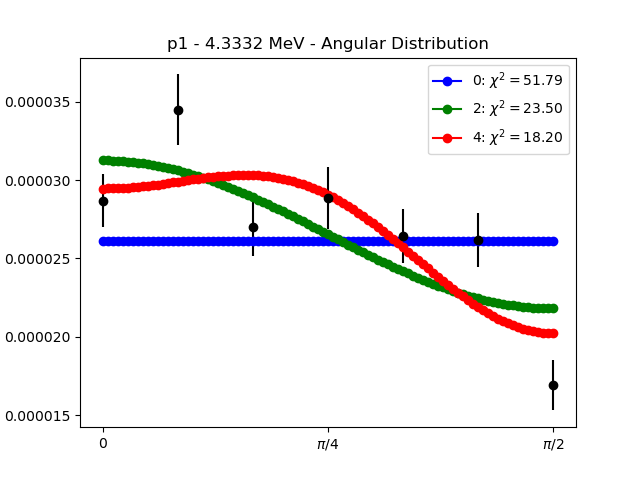 p1 - 4.3332 MeV - Angular Distribution
0: χ² = 51.79
2: χ² = 23.50
4: χ² = 18.20
0.000035
0.000030
0.000025
0.000020
0.000015
0 π/4 π/2